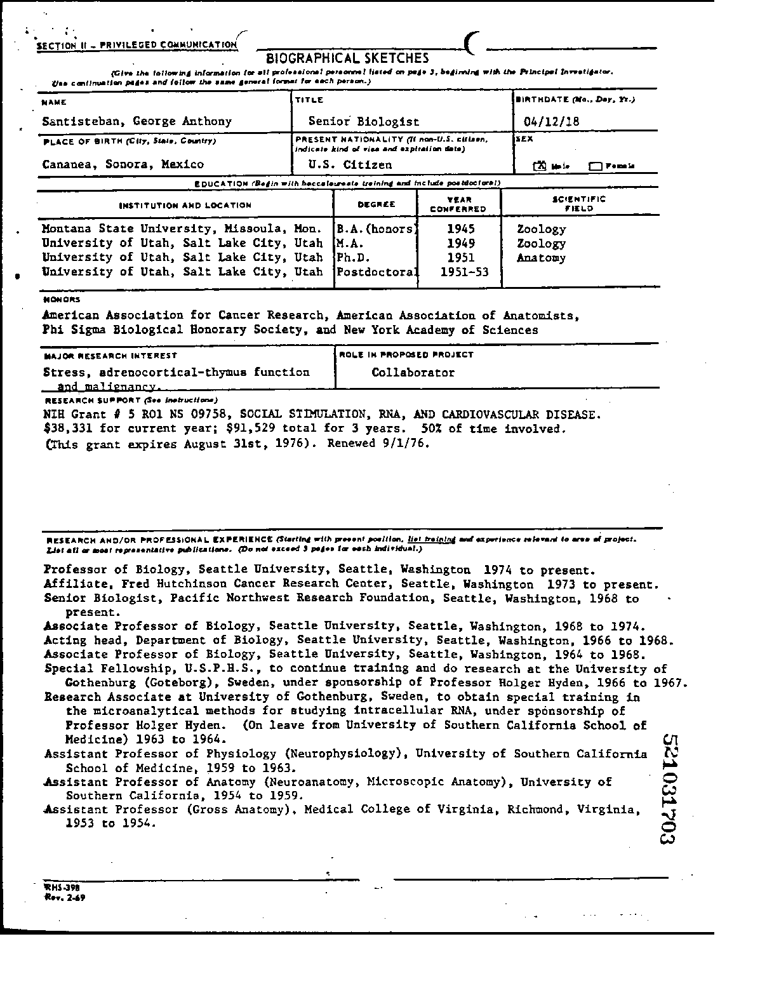 SECTION II - PRIVILEGED COMMUNICATION
BIOGRAPHICAL SKETCHES
(Give the following information for all professional personnel listed on page 3, beginning with the Principal Investigator.
Use continuation pages and follow the same general format for each person.)
NAME
TITLE
BIRTHDATE (Mo., Day, Yr.)
Santisteban, George Anthony
Senior Biologist
04/12/18
PLACE OF BIRTH (City, State, Country)
PRESENT NATIONALITY (If non-U.S. citizen,
indicate kind of visa and expiration date)
SEX
Cananea, Sonora, Mexico
U.S. Citizen
X Male Female
EDUCATION (Begin with baccalaureate training and include postdoctoral)
INSTITUTION AND LOCATION
DEGREE
YEAR
CONFERRED
SCIENTIFIC
FIELD
Montana State University, Missoula, Mon. B.A.(honors) 1945 Zoology
University of Utah, Salt Lake City, Utah M.A. 1949 Zoology
University of Utah, Salt Lake City, Utah Ph.D. 1951 Anatomy
University of Utah, Salt Lake City, Utah Postdoctoral 1951-53
HONORS
American Association for Cancer Research, American Association of Anatomists,
Phi Sigma Biological Honorary Society, and New York Academy of Sciences
MAJOR RESEARCH INTEREST
ROLE IN PROPOSED PROJECT
Stress, adrenocortical-thymus function
and malignancy.
Collaborator
RESEARCH SUPPORT (See instructions)
NIH Grant # 5 R01 NS 09758, SOCIAL STIMULATION, RNA, AND CARDIOVASCULAR DISEASE.
$38,331 for current year; $91,529 total for 3 years. 50% of time involved.
(This grant expires August 31st, 1976). Renewed 9/1/76.
RESEARCH AND/OR PROFESSIONAL EXPERIENCE (Starting with present position, list training and experience relevant to area of project.
List all or most representative publications. (Do not exceed 3 pages for each individual.)
Professor of Biology, Seattle University, Seattle, Washington 1974 to present.
Affiliate, Fred Hutchinson Cancer Research Center, Seattle, Washington 1973 to present.
Senior Biologist, Pacific Northwest Research Foundation, Seattle, Washington, 1968 to
present.
Associate Professor of Biology, Seattle University, Seattle, Washington, 1968 to 1974.
Acting head, Department of Biology, Seattle University, Seattle, Washington, 1966 to 1968.
Associate Professor of Biology, Seattle University, Seattle, Washington, 1964 to 1968.
Special Fellowship, U.S.P.H.S., to continue training and do research at the University of
Gothenburg (Goteborg), Sweden, under sponsorship of Professor Holger Hyden, 1966 to 1967.
Research Associate at University of Gothenburg, Sweden, to obtain special training in
the microanalytical methods for studying intracellular RNA, under sponsorship of
Professor Holger Hyden. (On leave from University of Southern California School of
Medicine) 1963 to 1964.
Assistant Professor of Physiology (Neurophysiology), University of Southern California
School of Medicine, 1959 to 1963.
Assistant Professor of Anatomy (Neuroanatomy, Microscopic Anatomy), University of
Southern California, 1954 to 1959.
Assistant Professor (Gross Anatomy), Medical College of Virginia, Richmond, Virginia,
1953 to 1954.
521031703
RHS-398
Rev. 2-69